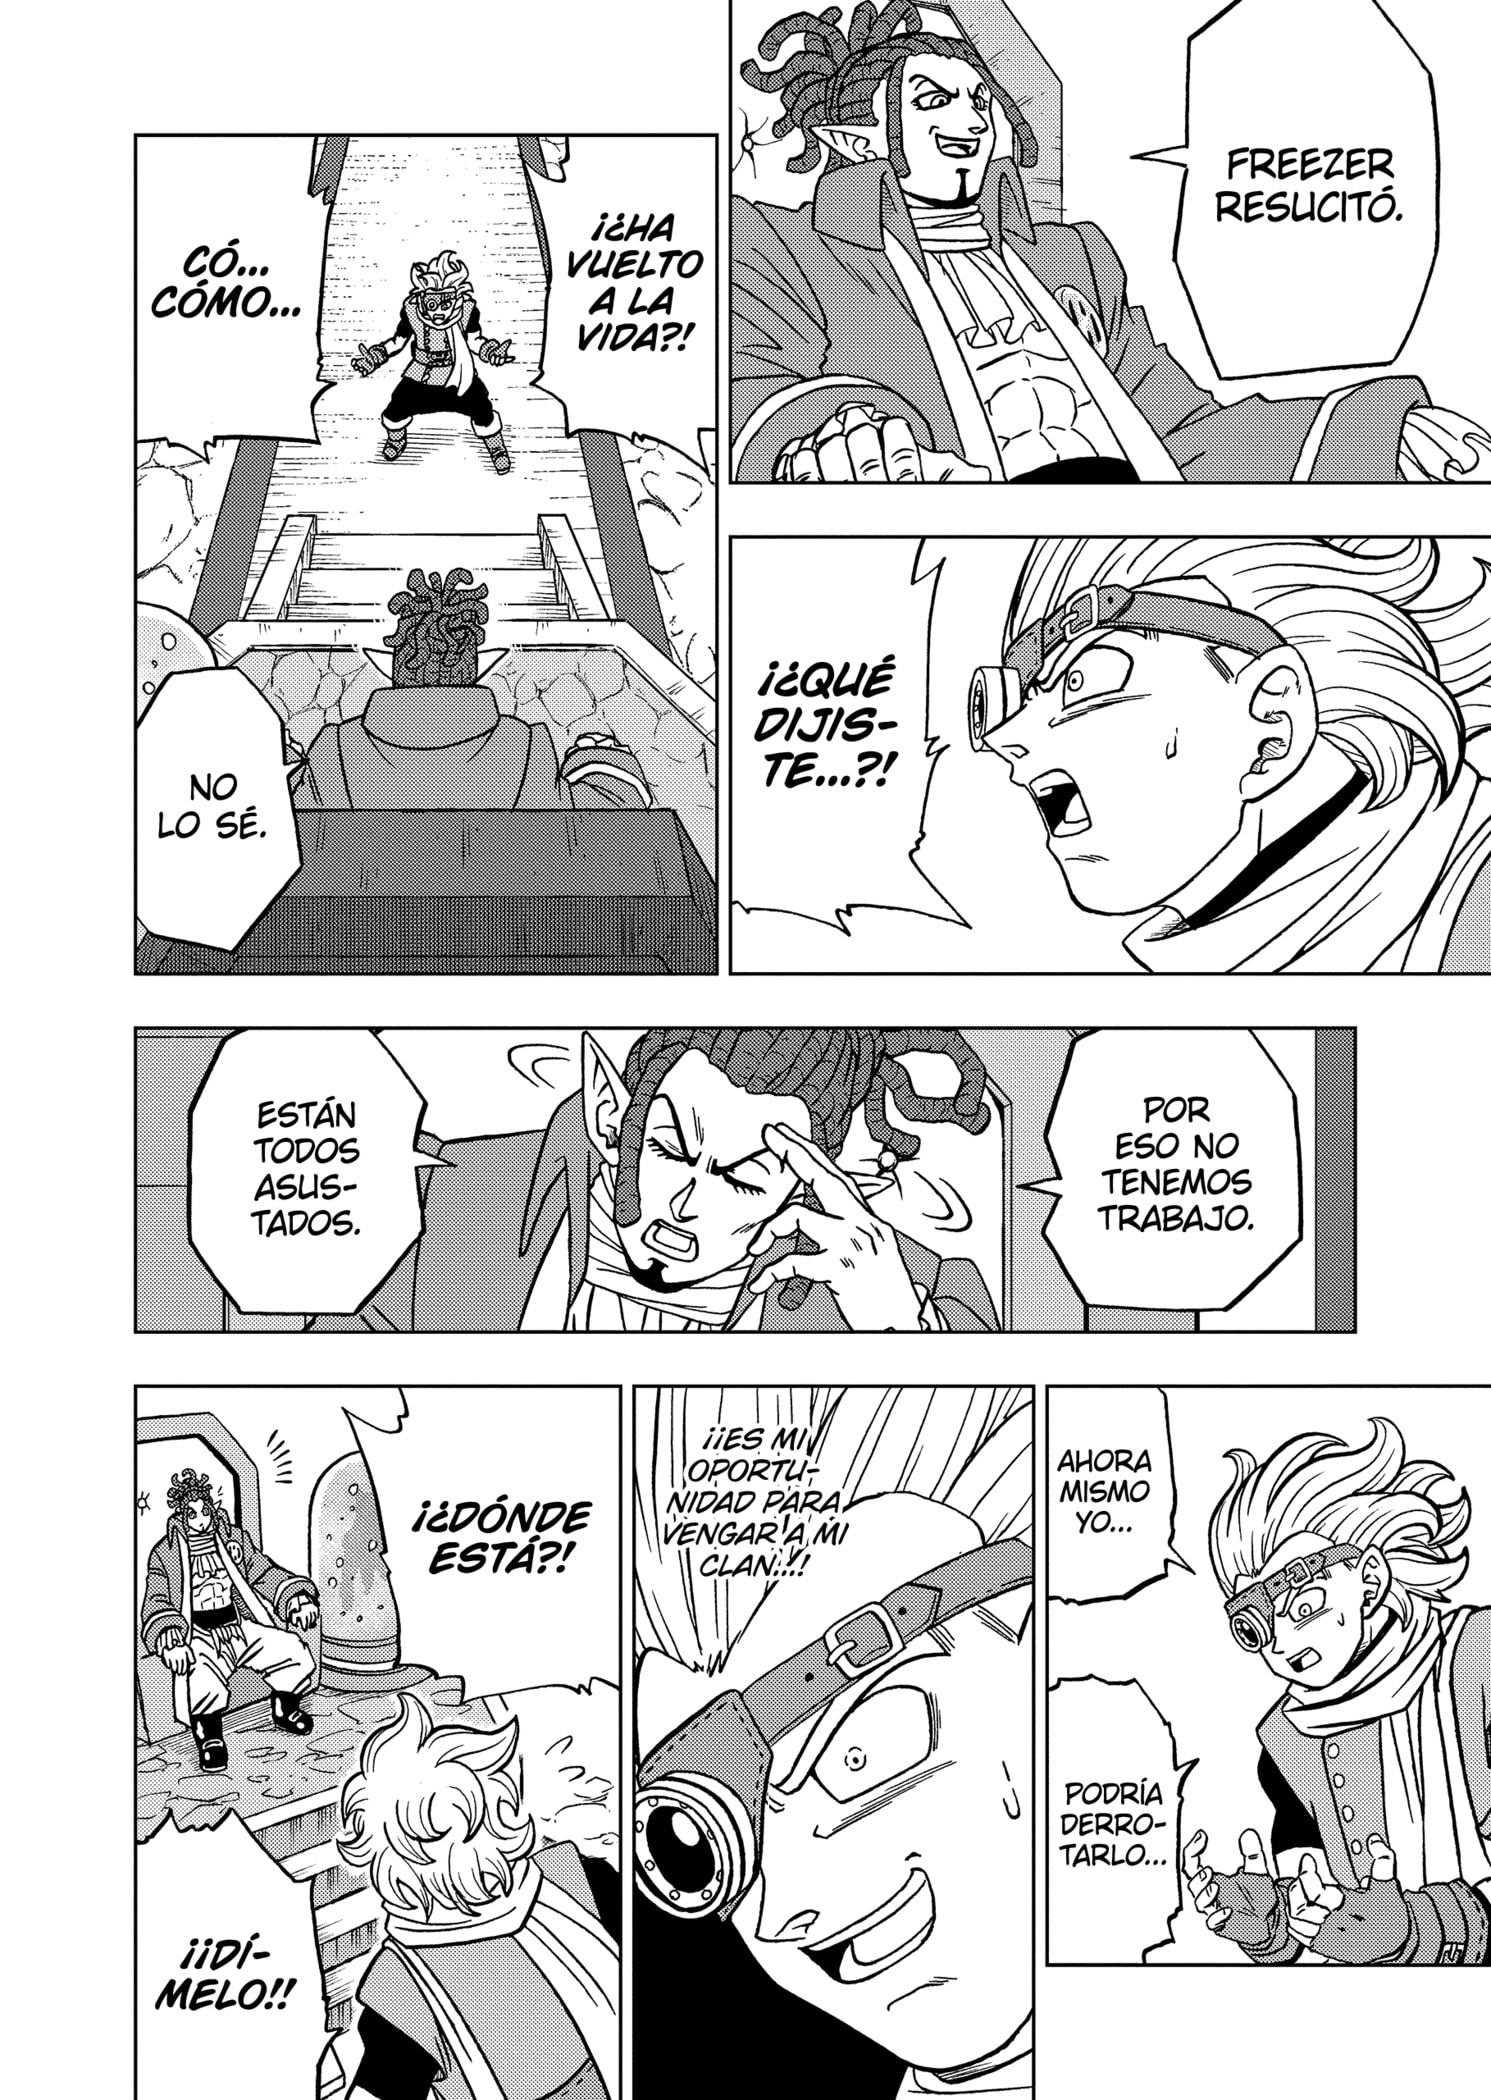 FREEZER
RESUCITÓ.
¡¿QUÉ
DIJIS-
TE...?!
¡¿HA
VUELTO
A LA
VIDA?!
CÓ...
CÓMO...
NO
LO SÉ.
POR
ESO NO
TENEMOS
TRABAJO.
ESTÁN
TODOS
ASUS-
TADOS.
AHORA
MISMO
YO...
PODRÍA
DERRO-
TARLO...
¡¡ES MI
OPORTU-
NIDAD PARA
VENGAR A MI
CLAN...!!
¡¿DÓNDE
ESTÁ?!
¡¡DÍ-
MELO!!